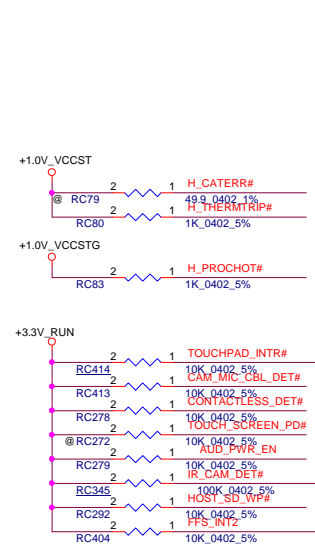 +1.0V_VCCST
2 1 H_CATERR#
@ RC79 49.9_0402_1%
2 1 H_THERMTRIP#
RC80 1K_0402_5%
+1.0V_VCCSTG
2 1 H_PROCHOT#
RC83 1K_0402_5%
+3.3V_RUN
2 1 TOUCHPAD_INTR#
RC414 10K_0402_5%
2 1 CAM_MIC_CBL_DET#
RC413 10K_0402_5%
2 1 CONTACTLESS_DET#
RC278 10K_0402_5%
2 1 TOUCH_SCREEN_PD#
@ RC272 10K_0402_5%
2 1 AUD_PWR_EN
RC279 10K_0402_5%
2 1 IR_CAM_DET#
RC345 100K_0402_5%
2 1 HOST_SD_WP#
RC292 10K_0402_5%
2 1 FFS_INT2
RC404 10K_0402_5%